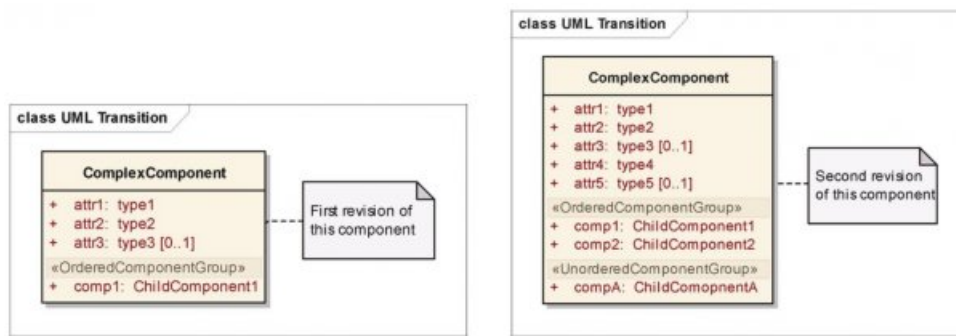 class UML Transition
ComplexComponent
+ attr1: type1
+ attr2: type2
+ attr3: type3 [0..1]
«OrderedComponentGroup»
+ comp1: ChildComponent1
First revision of
this component
class UML Transition
ComplexComponent
+ attr1: type1
+ attr2: type2
+ attr3: type3 [0..1]
+ attr4: type4
+ attr5: type5 [0..1]
«OrderedComponentGroup»
+ comp1: ChildComponent1
+ comp2: ChildComponent2
«UnorderedComponentGroup»
+ compA: ChildComopnentA
Second revision
of this component